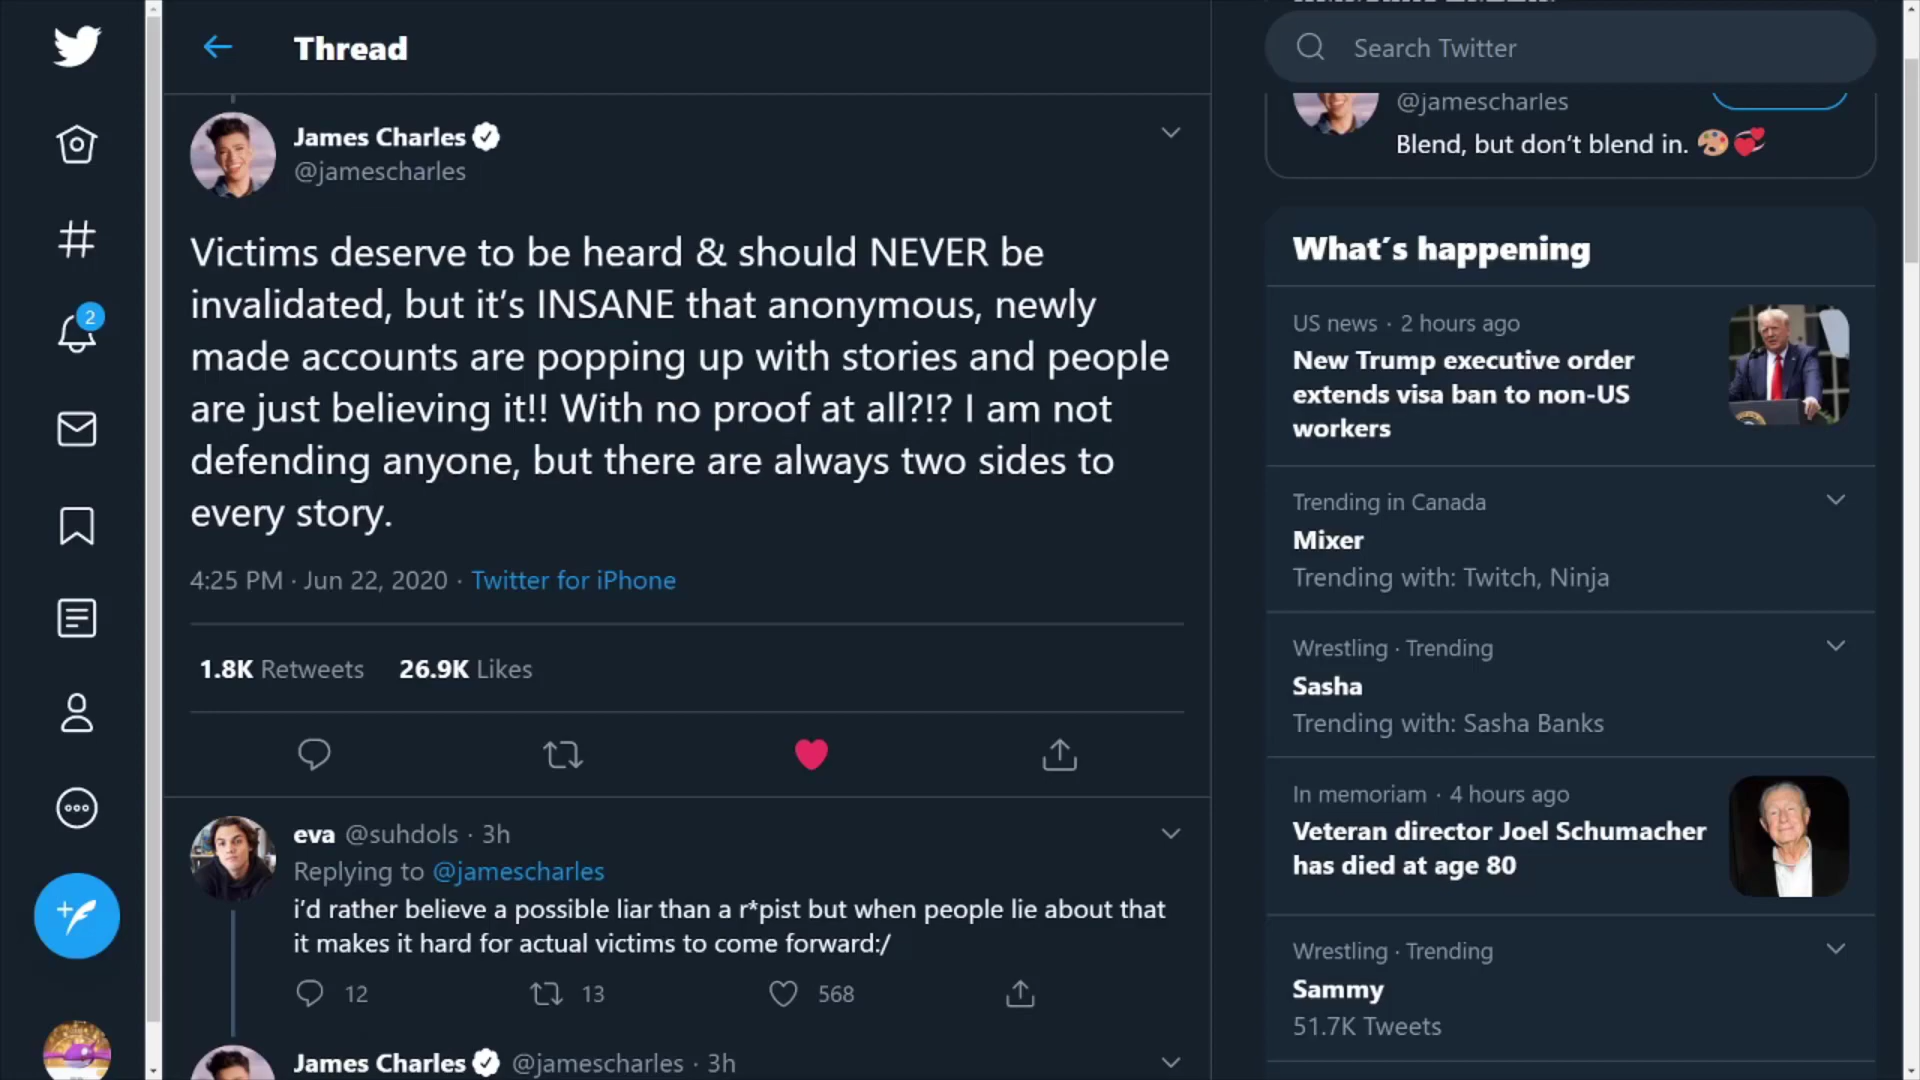 Thread
James Charles
@jamescharles
Victims deserve to be heard & should NEVER be
invalidated, but it's INSANE that anonymous, newly
made accounts are popping up with stories and people
are just believing it!! With no proof at all?!? I am not
defending anyone, but there are always two sides to
every story.
4:25 PM · Jun 22, 2020 · Twitter for iPhone
1.8K Retweets 26.9K Likes
eva @suhdols · 3h
Replying to @jamescharles
i'd rather believe a possible liar than a r*pist but when people lie about that
it makes it hard for actual victims to come forward:/
12 13 568
James Charles @jamescharles · 3h
2
Search Twitter
@jamescharles
Blend, but don't blend in. 🎨💞
What´s happening
US news · 2 hours ago
New Trump executive order
extends visa ban to non-US
workers
Trending in Canada
Mixer
Trending with: Twitch, Ninja
Wrestling · Trending
Sasha
Trending with: Sasha Banks
In memoriam · 4 hours ago
Veteran director Joel Schumacher
has died at age 80
Wrestling · Trending
Sammy
51.7K Tweets